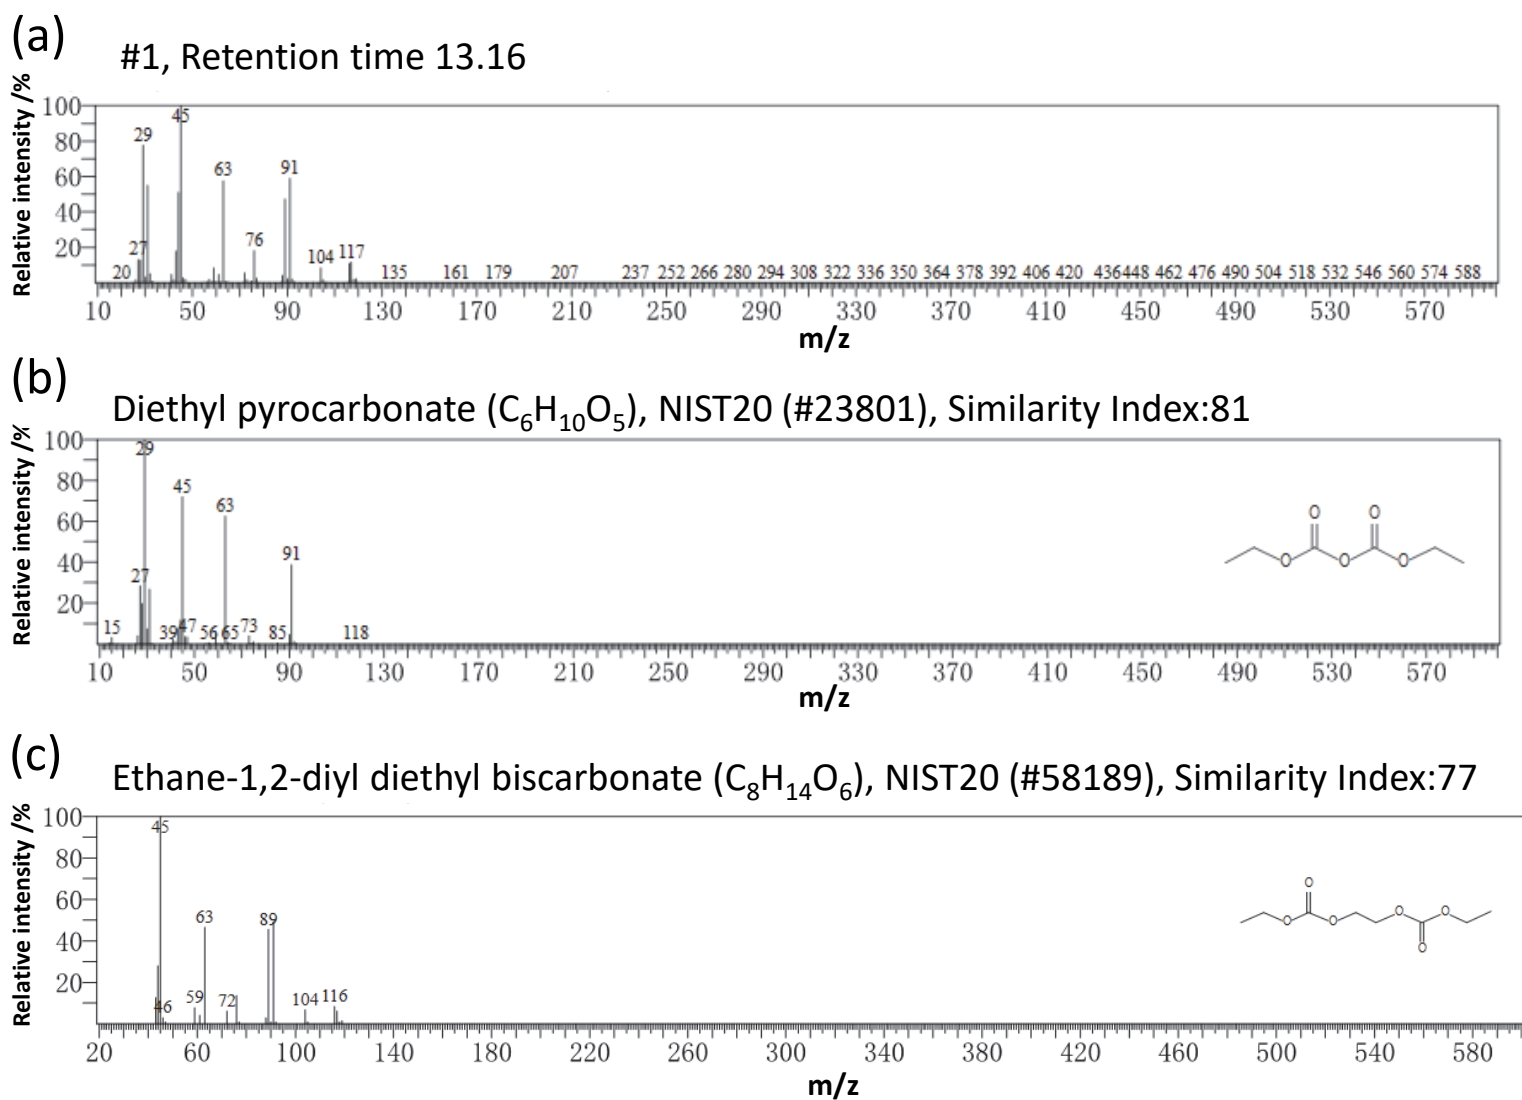 (a)
#1, Retention time 13.16
Relative intensity /%
100
80
60
40
20
20 27 29 45 63 76 91 104 117 135 161 179 207 237 252 266 280 294 308 322 336 350 364 378 392 406 420 436 448 462 476 490 504 518 532 546 560 574 588
10 50 90 130 170 210 250 290 330 370 410 450 490 530 570
m/z
(b)
Diethyl pyrocarbonate (C₆H₁₀O₅), NIST20 (#23801), Similarity Index:81
Relative intensity /%
100
80
60
40
20
15 27 29 39 45 47 56 63 65 73 85 91 118
O O
O O O
10 50 90 130 170 210 250 290 330 370 410 450 490 530 570
m/z
(c)
Ethane-1,2-diyl diethyl biscarbonate (C₈H₁₄O₆), NIST20 (#58189), Similarity Index:77
Relative intensity /%
100
80
60
40
20
45 46 59 63 72 89 104 116
O
O O O O
O
20 60 100 140 180 220 260 300 340 380 420 460 500 540 580
m/z